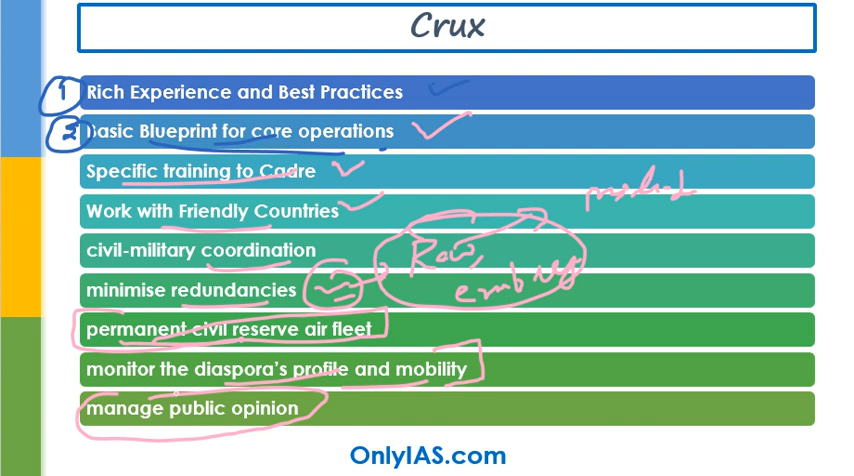 Crux
1 Rich Experience and Best Practices
2 Basic Blueprint for core operations
Specific training to Cadre
Work with Friendly Countries
civil-military coordination
Raw,
embassy
minimise redundancies
permanent civil reserve air fleet
monitor the diaspora's profile and mobility
manage public opinion
OnlyIAS.com